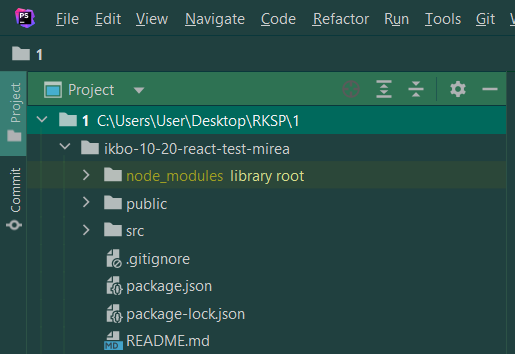 PS File Edit View Navigate Code Refactor Run Tools Git
1
Project
Project
Commit
1 C:\Users\User\Desktop\RKSP\1
ikbo-10-20-react-test-mirea
node_modules library root
public
src
.gitignore
package.json
package-lock.json
MD README.md